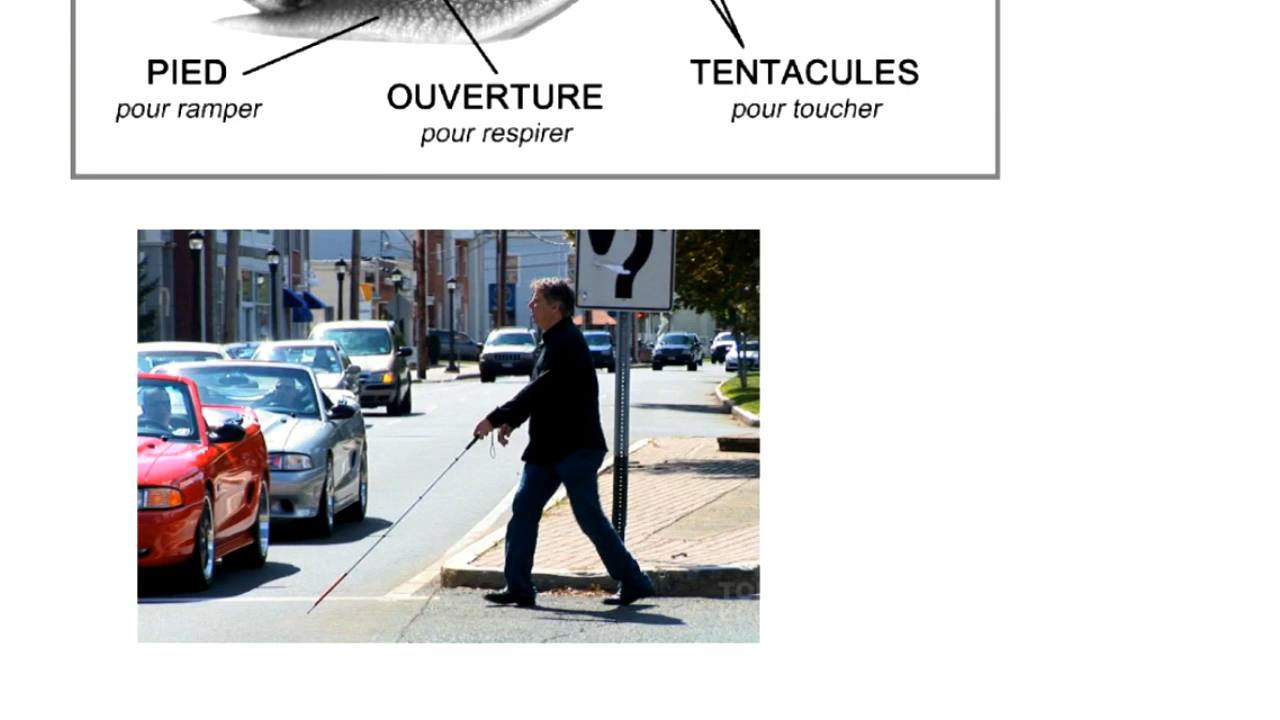 PIED
pour ramper
OUVERTURE
pour respirer
TENTACULES
pour toucher